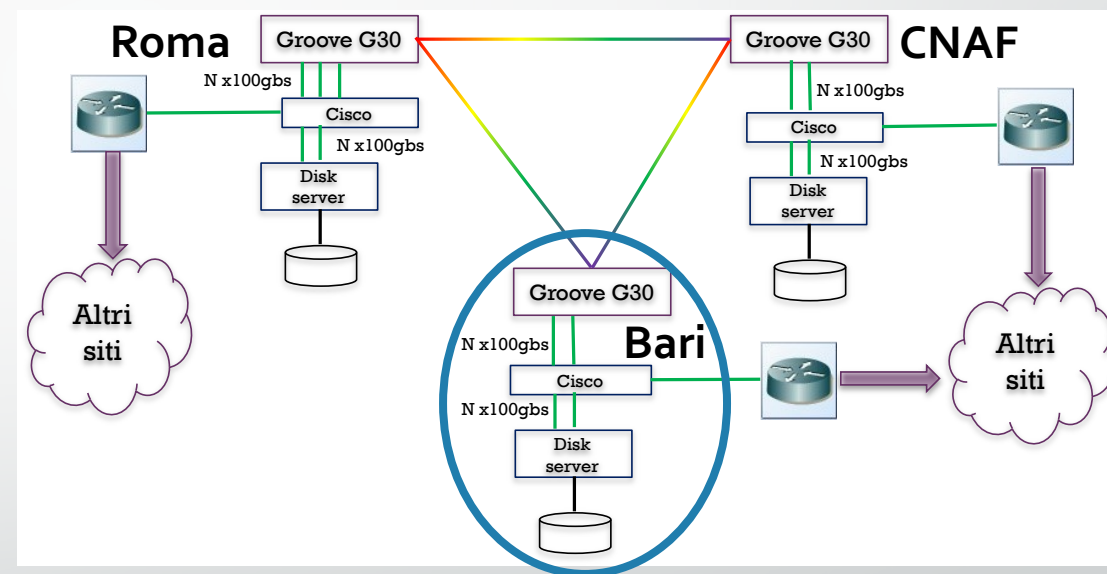 Roma
Groove G30
N x100gbs
Cisco
N x100gbs
Disk
server
Altri
siti
Groove G30
CNAF
N x100gbs
Cisco
N x100gbs
Disk
server
Altri
siti
Groove G30
Bari
N x100gbs
Cisco
N x100gbs
Disk
server